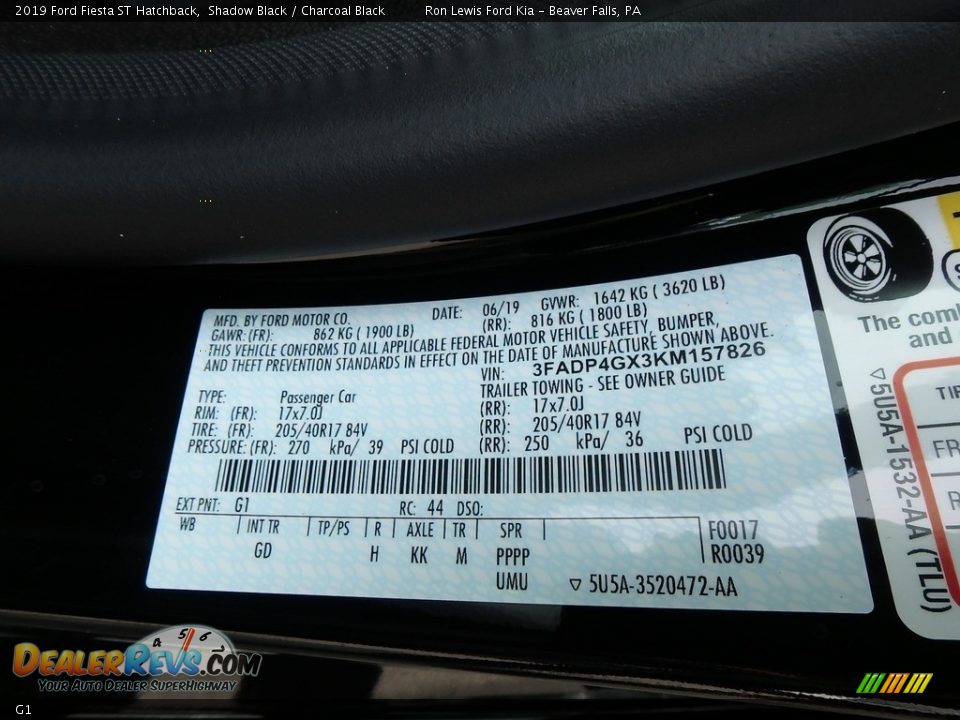 2019 Ford Fiesta ST Hatchback, Shadow Black / Charcoal Black Ron Lewis Ford Kia - Beaver Falls, PA
MFD. BY FORD MOTOR CO. DATE: 06/19 GVWR: 1642 KG ( 3620 LB)
GAWR: (FR): 862 KG ( 1900 LB) (RR): 816 KG ( 1800 LB)
THIS VEHICLE CONFORMS TO ALL APPLICABLE FEDERAL MOTOR VEHICLE SAFETY, BUMPER,
AND THEFT PREVENTION STANDARDS IN EFFECT ON THE DATE OF MANUFACTURE SHOWN ABOVE.
VIN: 3FADP4GX3KM157826
TYPE: Passenger Car TRAILER TOWING - SEE OWNER GUIDE
RIM: (FR): 17x7.0J (RR): 17x7.0J
TIRE: (FR): 205/40R17 84V (RR): 205/40R17 84V
PRESSURE: (FR): 270 kPa/ 39 PSI COLD (RR): 250 kPa/ 36 PSI COLD
EXT PNT: G1 RC: 44 DSO:
WB INT TR TP/PS R AXLE TR SPR F0017
GD H KK M PPPP R0039
UMU ▽ 5U5A-3520472-AA
The com
and
▽5U5A-1532-AA (TLU)
TI
FR
R
4 5 6 7
DealerRevs.com
Your Auto Dealer SuperHighway
G1